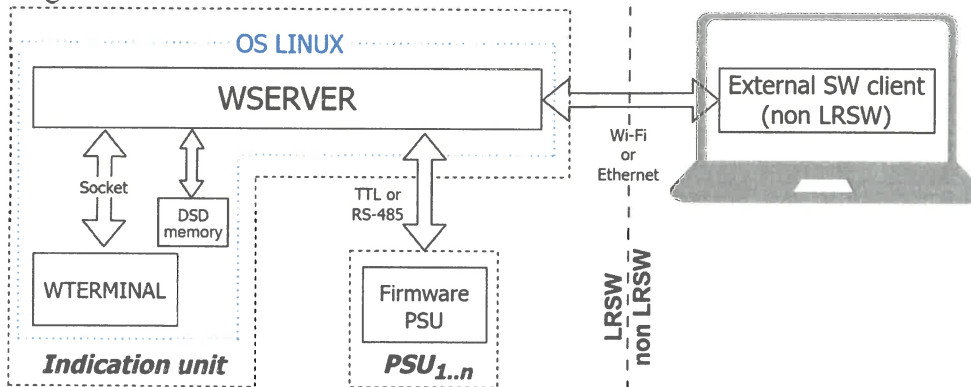 OS LINUX
WSERVER
External SW client
(non LRSW)
Wi-Fi
or
Ethernet
Socket
DSD
memory
TTL or
RS-485
WTERMINAL
Firmware
PSU
LRSW
non LRSW
Indication unit
PSU1..n